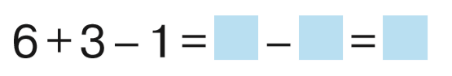 6 + 3 − 1 = − =